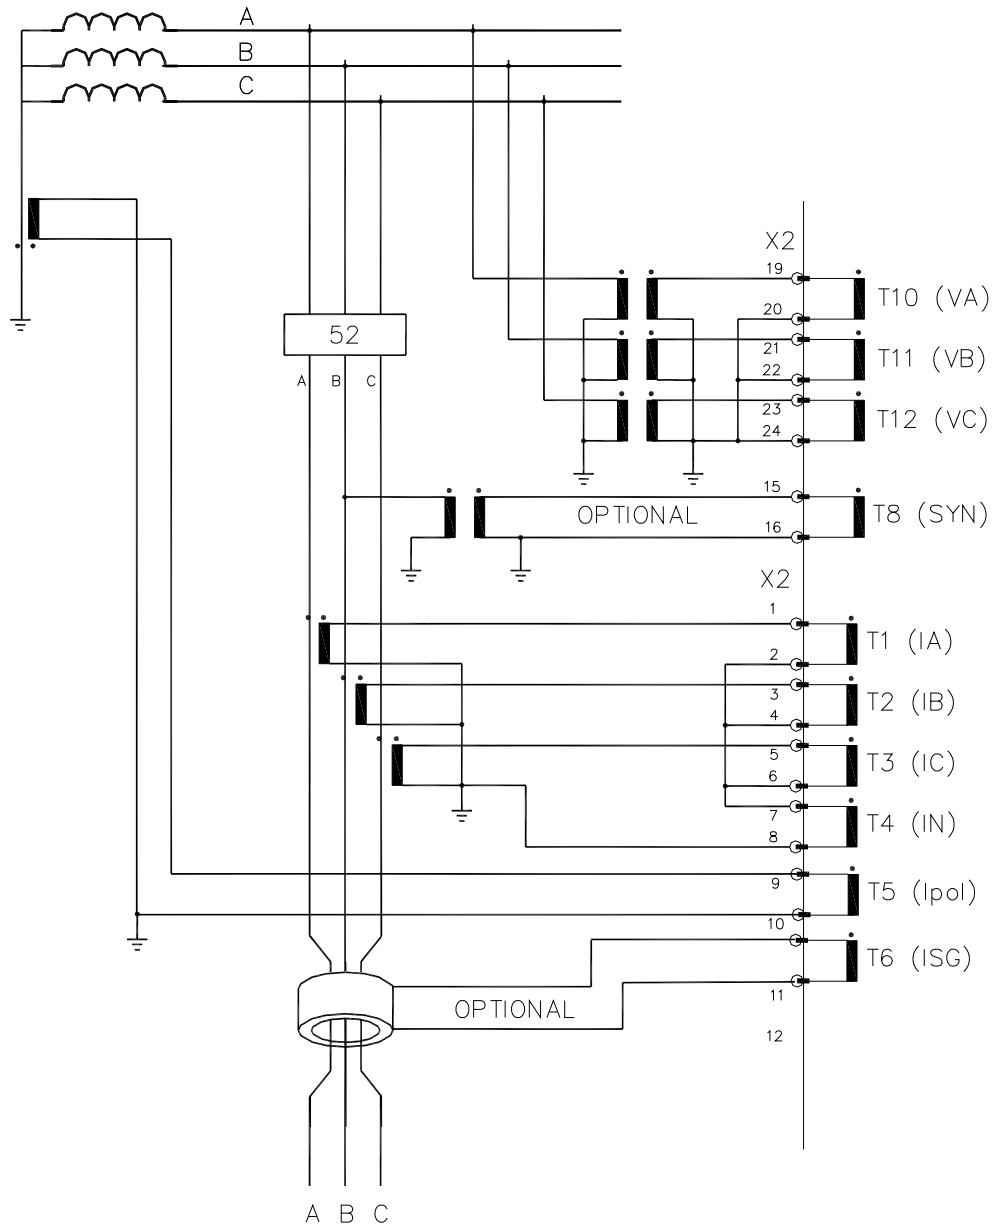 A
B
C
X2
19
T10 (VA)
20
52
21
T11 (VB)
22
A B C
23
T12 (VC)
24
15
OPTIONAL
T8 (SYN)
16
X2
1
T1 (IA)
2
3
T2 (IB)
4
5
T3 (IC)
6
7
T4 (IN)
8
9
T5 (Ipol)
10
T6 (ISG)
11
OPTIONAL
12
A B C